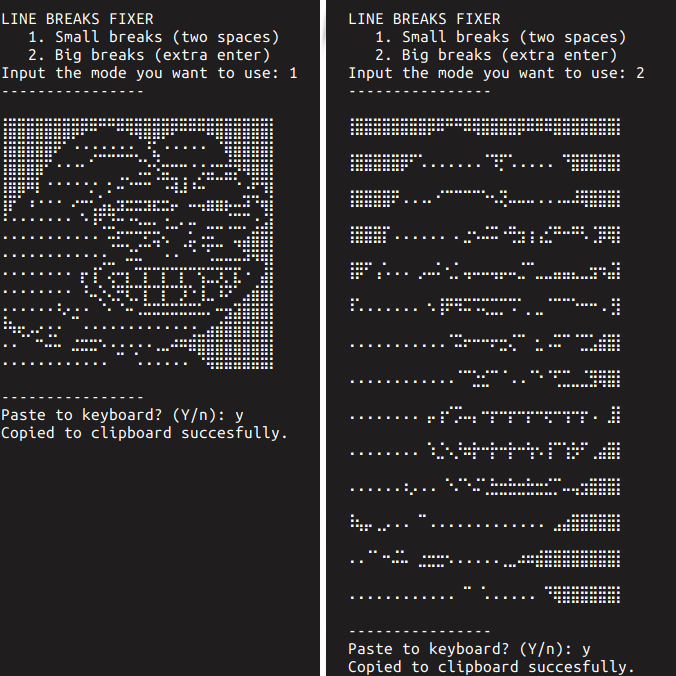 LINE BREAKS FIXER
1. Small breaks (two spaces)
2. Big breaks (extra enter)
Input the mode you want to use: 1
----------------
----------------
Paste to keyboard? (Y/n): y
Copied to clipboard succesfully.
LINE BREAKS FIXER
1. Small breaks (two spaces)
2. Big breaks (extra enter)
Input the mode you want to use: 2
----------------
----------------
Paste to keyboard? (Y/n): y
Copied to clipboard succesfully.